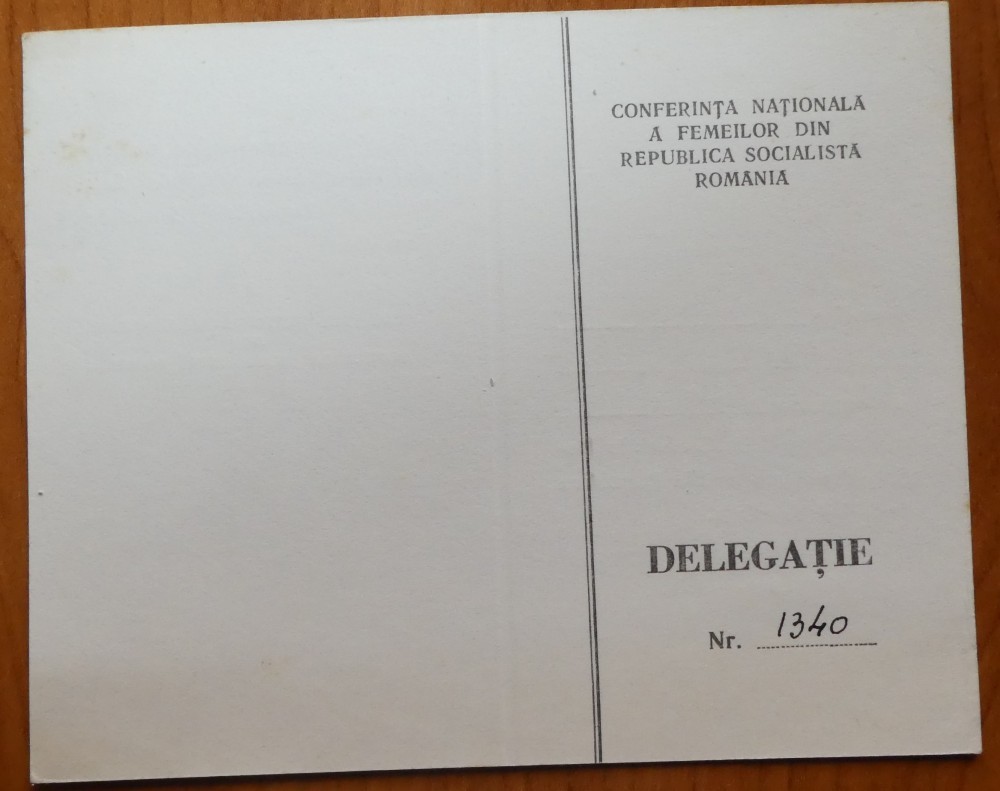 CONFERINȚA NAȚIONALĂ
A FEMEILOR DIN
REPUBLICA SOCIALISTĂ
ROMÂNIA
DELEGAȚIE
Nr. 1340